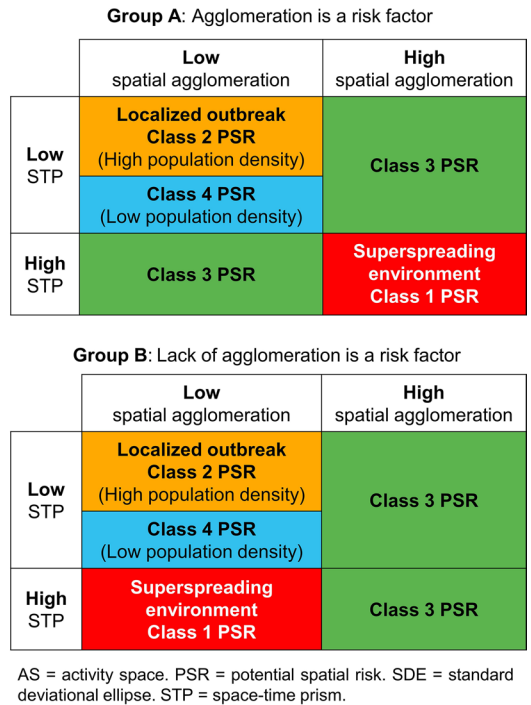 Group A: Agglomeration is a risk factor
Low
spatial agglomeration
High
spatial agglomeration
Low
STP
Localized outbreak
Class 2 PSR
(High population density)
Class 4 PSR
(Low population density)
Class 3 PSR
High
STP
Class 3 PSR
Superspreading
environment
Class 1 PSR
Group B: Lack of agglomeration is a risk factor
Low
spatial agglomeration
High
spatial agglomeration
Low
STP
Localized outbreak
Class 2 PSR
(High population density)
Class 4 PSR
(Low population density)
Class 3 PSR
High
STP
Superspreading
environment
Class 1 PSR
Class 3 PSR
AS = activity space. PSR = potential spatial risk. SDE = standard
deviational ellipse. STP = space-time prism.